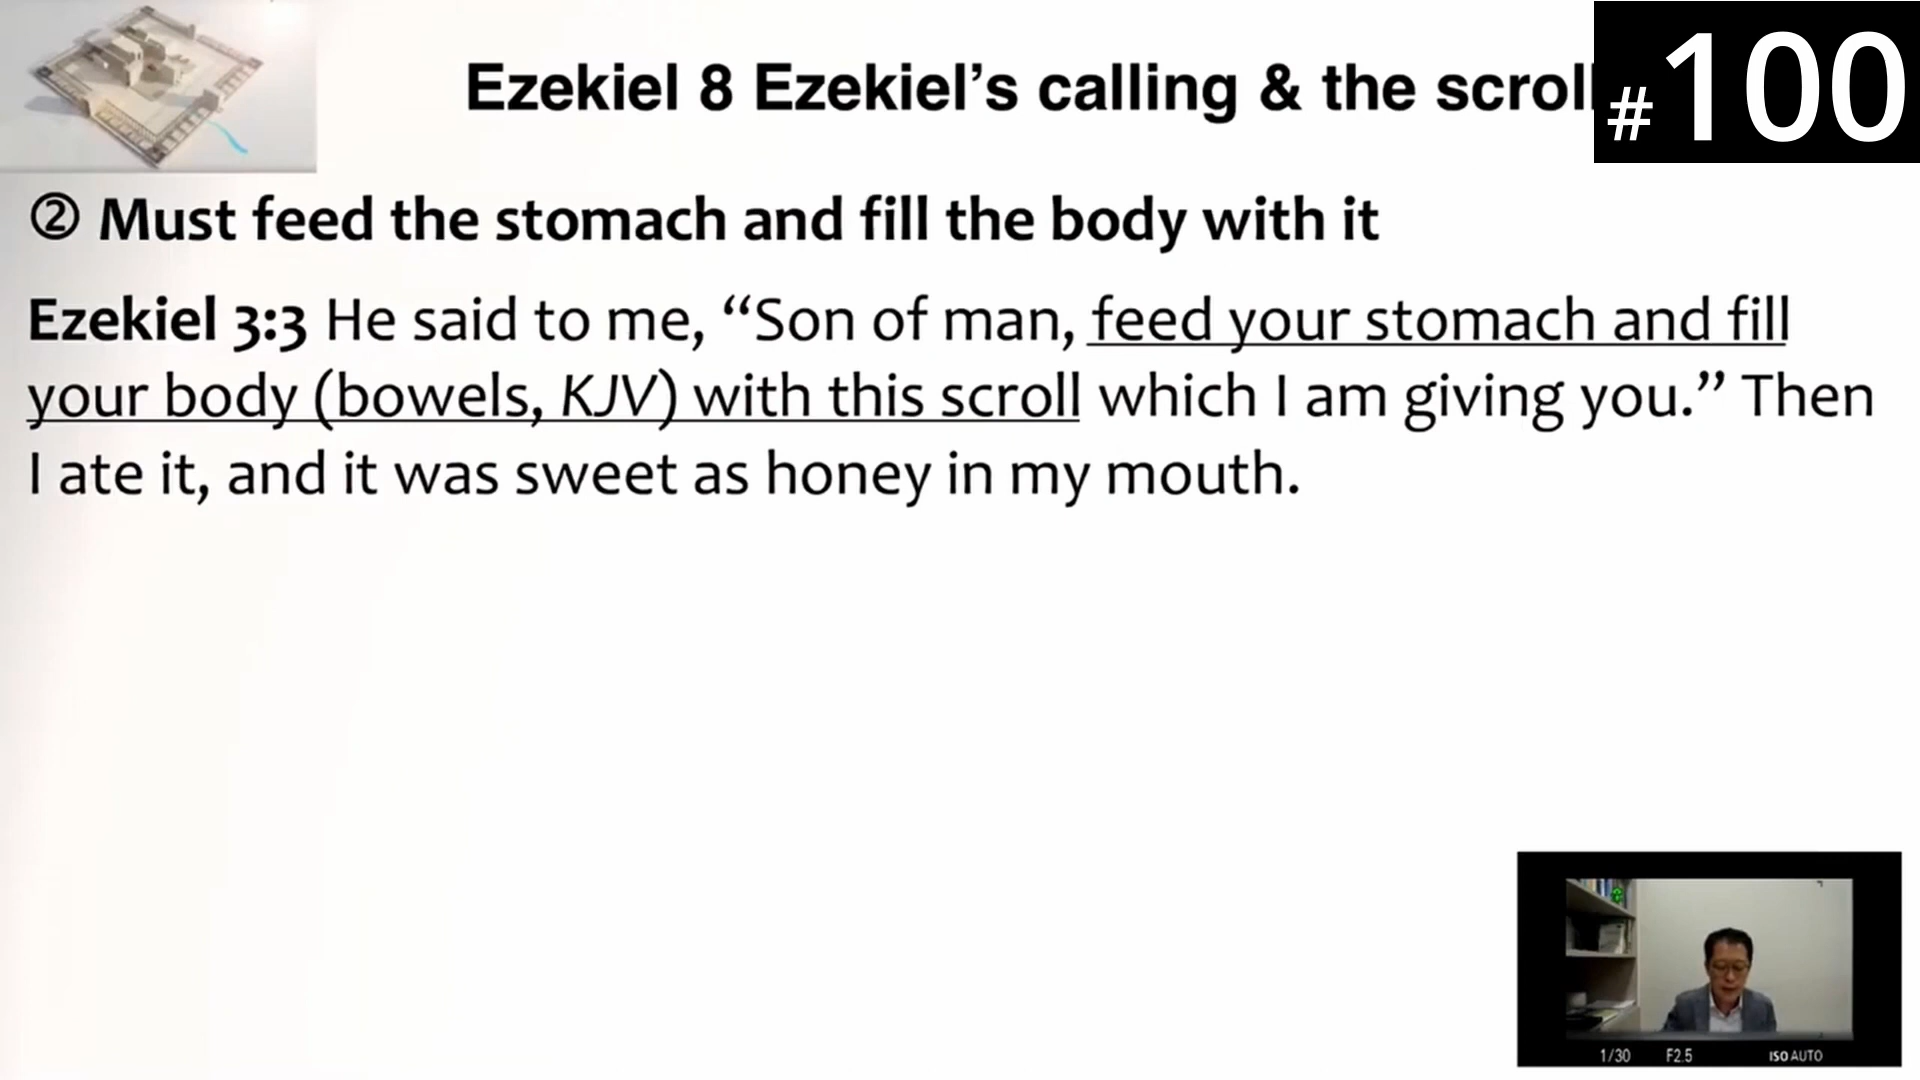 Ezekiel 8 Ezekiel’s calling & the scroll
#100
② Must feed the stomach and fill the body with it
Ezekiel 3:3 He said to me, “Son of man, feed your stomach and fill
your body (bowels, KJV) with this scroll which I am giving you.” Then
I ate it, and it was sweet as honey in my mouth.
1/30 F2.5 ISO AUTO